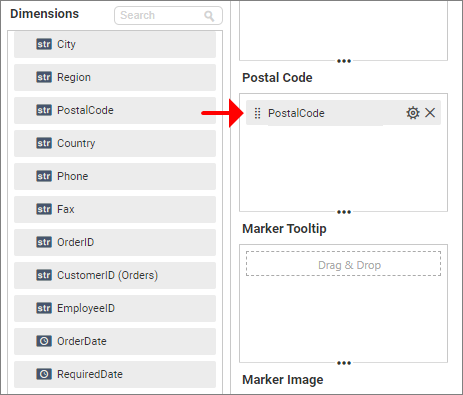 Dimensions
Search
str City
str Region
str PostalCode
str Country
str Phone
str Fax
str OrderID
str CustomerID (Orders)
str EmployeeID
OrderDate
RequiredDate
Postal Code
PostalCode
Marker Tooltip
Drag & Drop
Marker Image